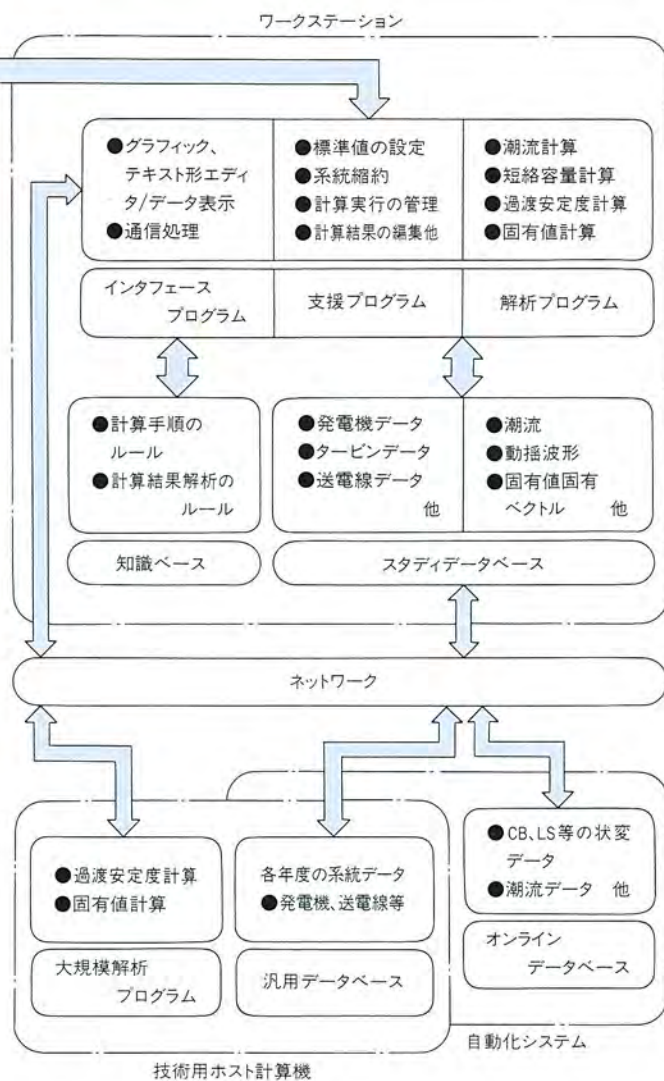 ワークステーション
●グラフィック、
テキスト形エディ
タ/データ表示
●通信処理
●標準値の設定
●系統縮約
●計算実行の管理
●計算結果の編集他
●潮流計算
●短絡容量計算
●過渡安定度計算
●固有値計算
インタフェース
プログラム
支援プログラム
解析プログラム
●計算手順の
ルール
●計算結果解析の
ルール
●発電機データ
●タービンデータ
●送電線データ
他
●潮流
●動揺波形
●固有値固有
ベクトル 他
知識ベース
スタディデータベース
ネットワーク
●過渡安定度計算
●固有値計算
各年度の系統データ
●発電機、送電線等
●CB、LS等の状変
データ
●潮流データ 他
大規模解析
プログラム
汎用データベース
オンライン
データベース
自動化システム
技術用ホスト計算機